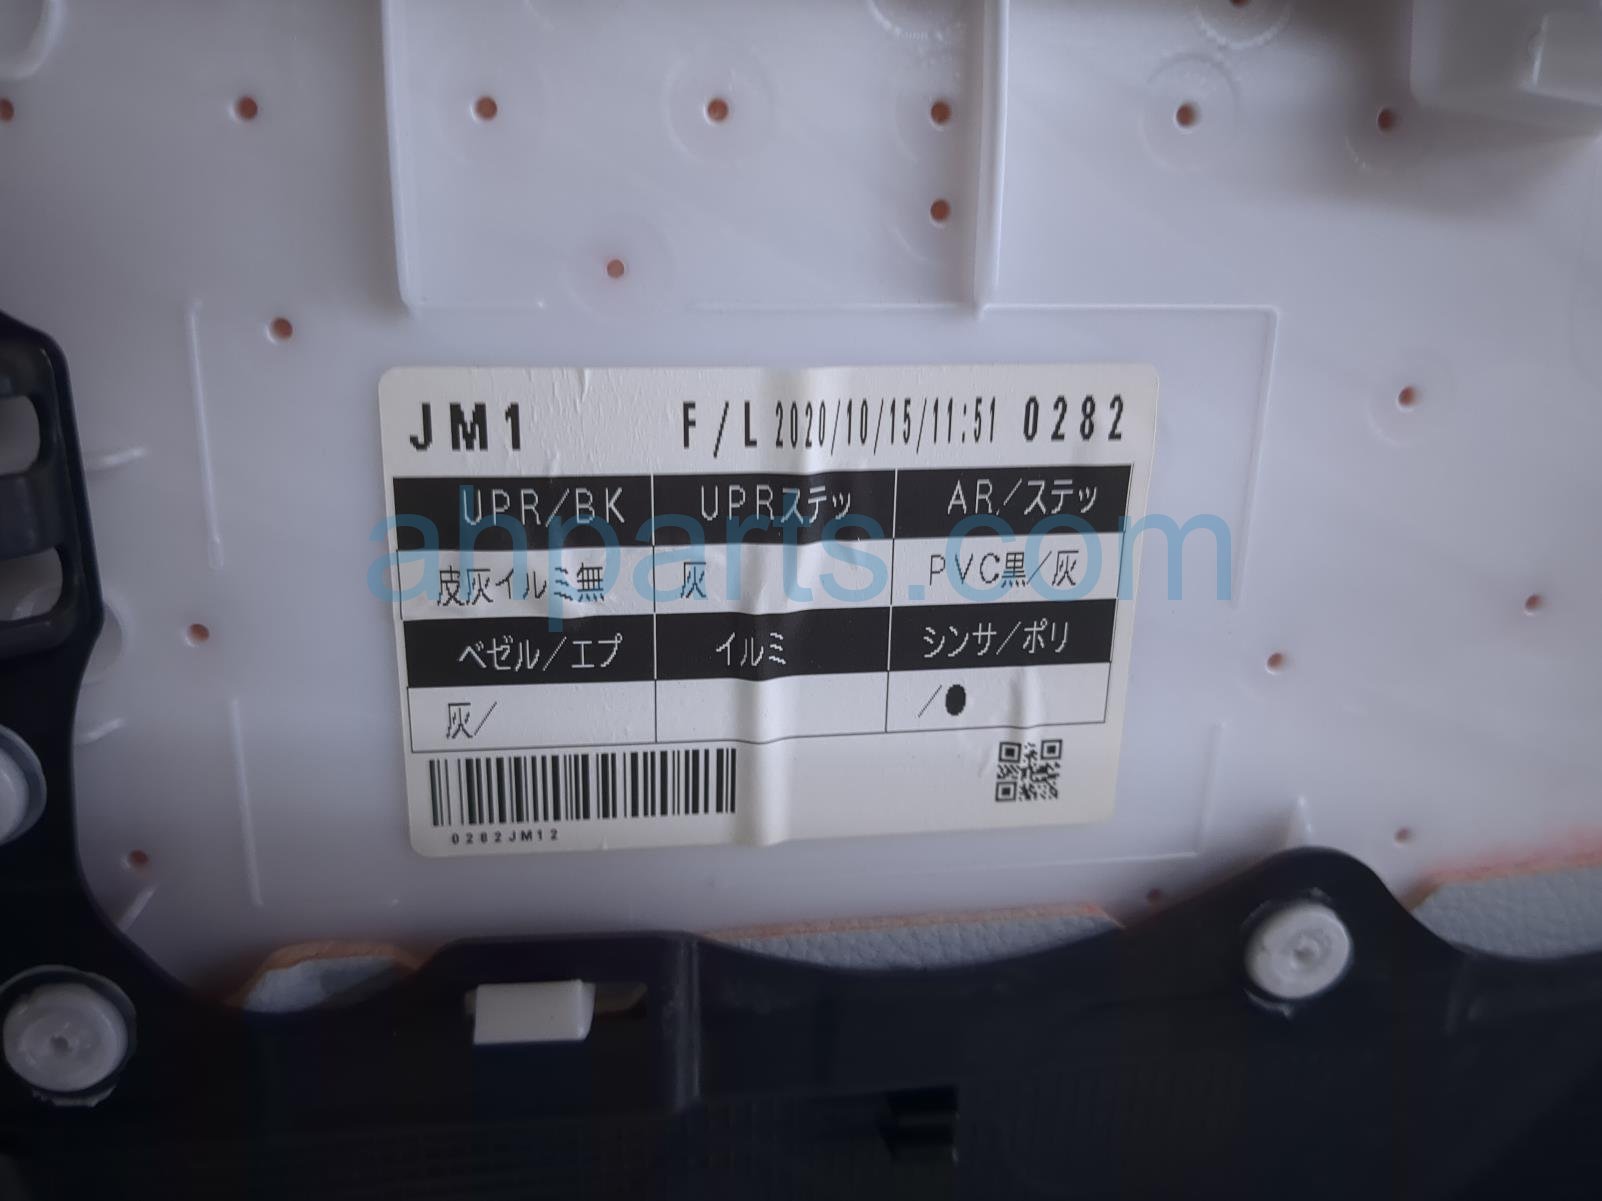 JM1 F/L 2020/10/15/11:51 0282
UPR/BK UPRステッ AR/ステッ
皮灰イルミ無 灰 PVC黒/灰
ベゼル/エプ イルミ シンサ/ポリ
灰/ /●
0282JM12
ahparts.com